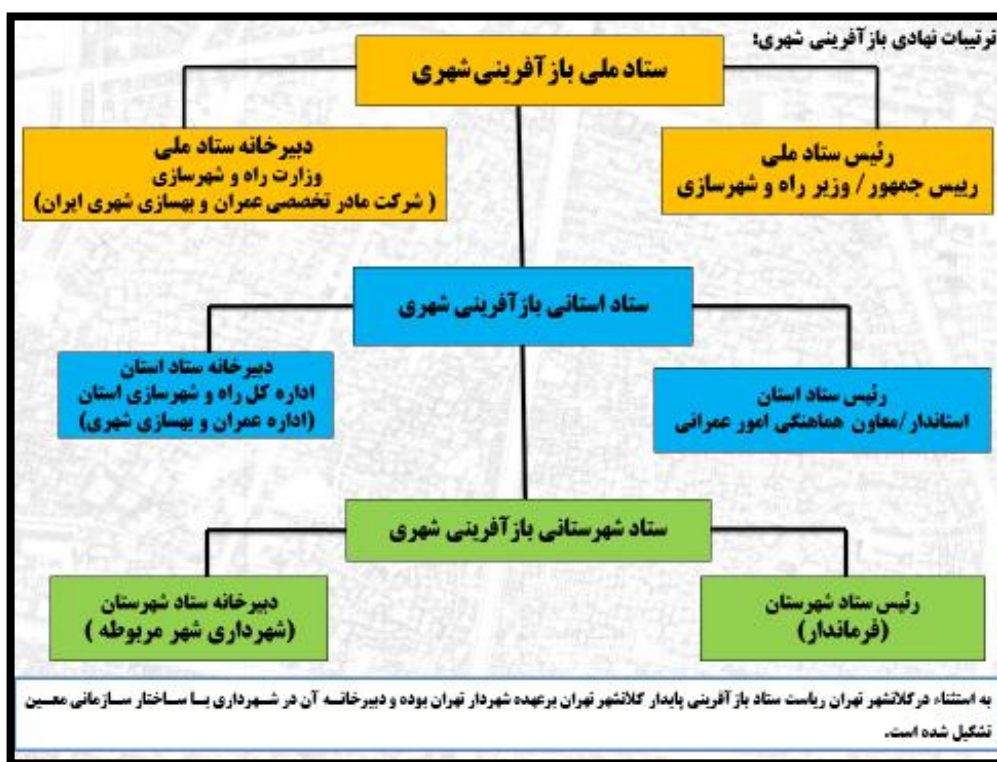 ترتیبات نهادی بازآفرینی شهری:
ستاد ملی بازآفرینی شهری
رئیس ستاد ملی
رییس جمهور / وزیر راه و شهرسازی
دبیرخانه ستاد ملی
وزارت راه و شهرسازی
( شرکت مادر تخصصی عمران و بهسازی شهری ایران)
ستاد استانی بازآفرینی شهری
رئیس ستاد استان
استاندار /معاون هماهنگی امور عمرانی
دبیرخانه ستاد استان
اداره کل راه و شهرسازی استان
(اداره عمران و بهسازی شهری)
ستاد شهرستانی بازآفرینی شهری
رئیس ستاد شهرستان
(فرماندار)
دبیرخانه ستاد شهرستان
(شهرداری شهر مربوطه )
به استثناء درکلانشهر تهران ریاست ستاد بازآفرینی پایدار کلانشهر تهران برعهده شهردار تهران بوده و دبیرخانه آن در شهرداری با ساختار سازمانی معین
تشکیل شده است.